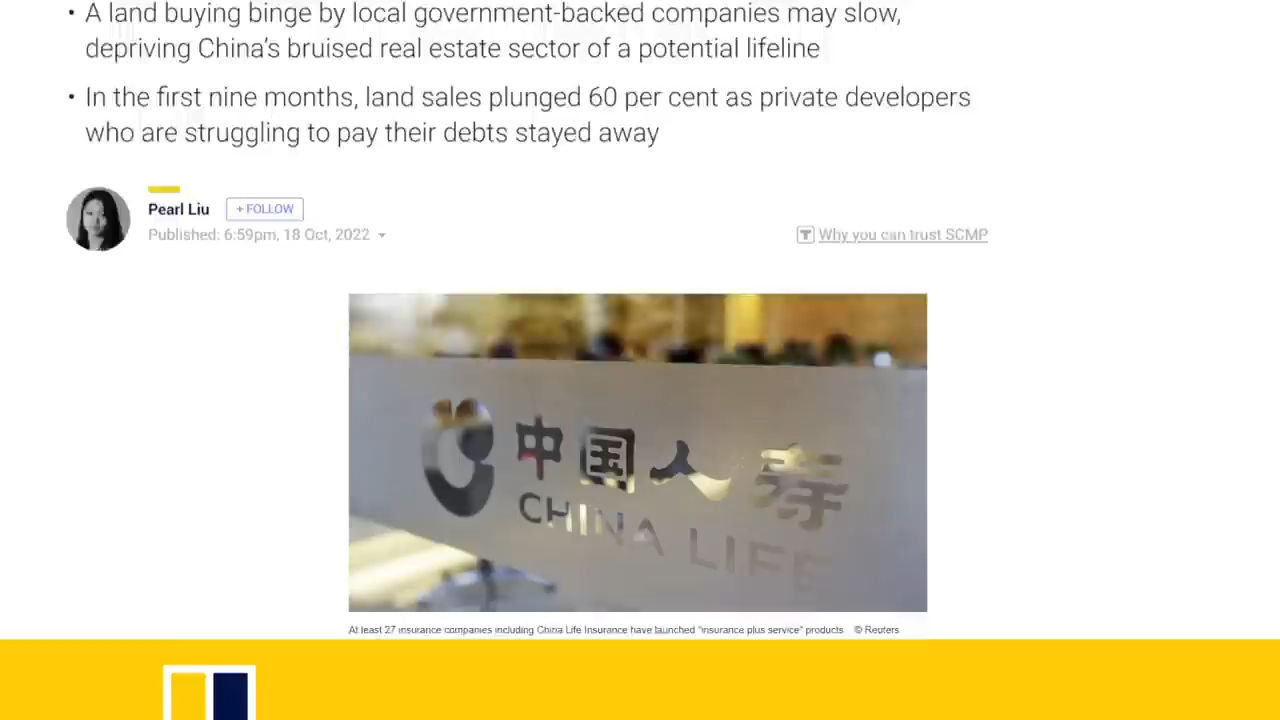 • A land buying binge by local government-backed companies may slow,
depriving China's bruised real estate sector of a potential lifeline
• In the first nine months, land sales plunged 60 per cent as private developers
who are struggling to pay their debts stayed away
Pearl Liu + FOLLOW
Published: 6:59pm, 18 Oct, 2022
Why you can trust SCMP
中国人寿
CHINA LIFE
At least 27 insurance companies including China Life Insurance have launched "insurance plus service" products © Reuters